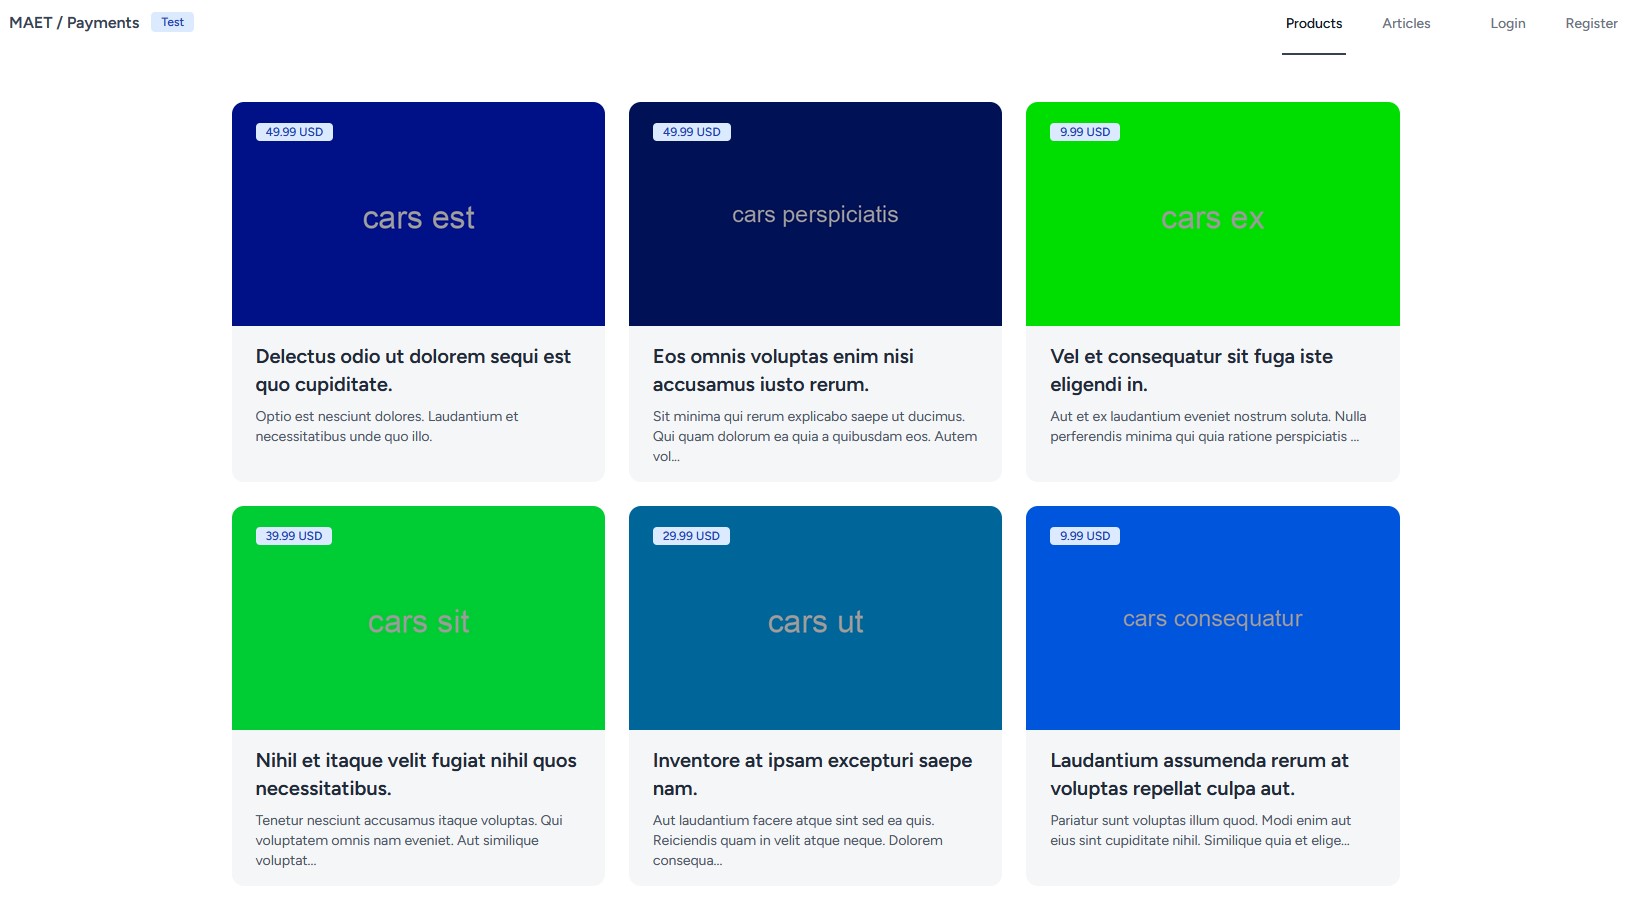 MAET / Payments Test Products Articles Login Register
49.99 USD
cars est
Delectus odio ut dolorem sequi est
quo cupiditate.
Optio est nesciunt dolores. Laudantium et
necessitatibus unde quo illo.
49.99 USD
cars perspiciatis
Eos omnis voluptas enim nisi
accusamus iusto rerum.
Sit minima qui rerum explicabo saepe ut ducimus.
Qui quam dolorum ea quia a quibusdam eos. Autem
vol...
9.99 USD
cars ex
Vel et consequatur sit fuga iste
eligendi in.
Aut et ex laudantium eveniet nostrum soluta. Nulla
perferendis minima qui quia ratione perspiciatis ...
39.99 USD
cars sit
Nihil et itaque velit fugiat nihil quos
necessitatibus.
Tenetur nesciunt accusamus itaque voluptas. Qui
voluptatem omnis nam eveniet. Aut similique
voluptat...
29.99 USD
cars ut
Inventore at ipsam excepturi saepe
nam.
Aut laudantium facere atque sint sed ea quis.
Reiciendis quam in velit atque neque. Dolorem
consequa...
9.99 USD
cars consequatur
Laudantium assumenda rerum at
voluptas repellat culpa aut.
Pariatur sunt voluptas illum quod. Modi enim aut
eius sint cupiditate nihil. Similique quia et elige...